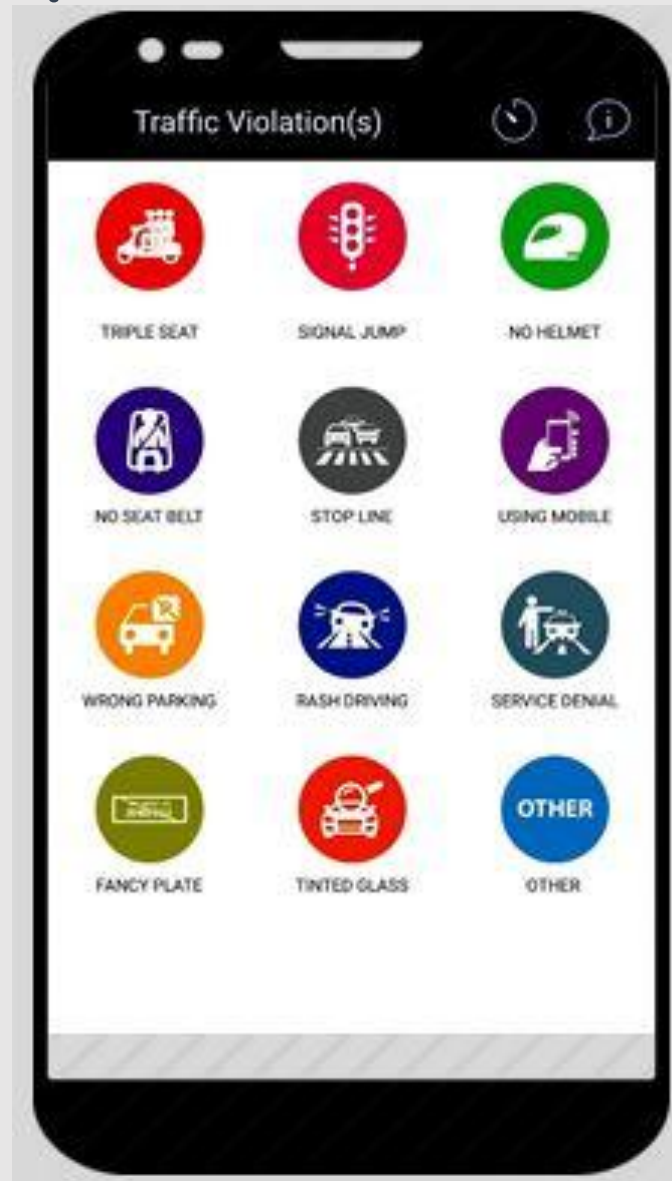 Traffic Violation(s)
TRIPLE SEAT SIGNAL JUMP NO HELMET
NO SEAT BELT STOP LINE USING MOBILE
WRONG PARKING RASH DRIVING SERVICE DENIAL
OTHER
FANCY PLATE TINTED GLASS OTHER